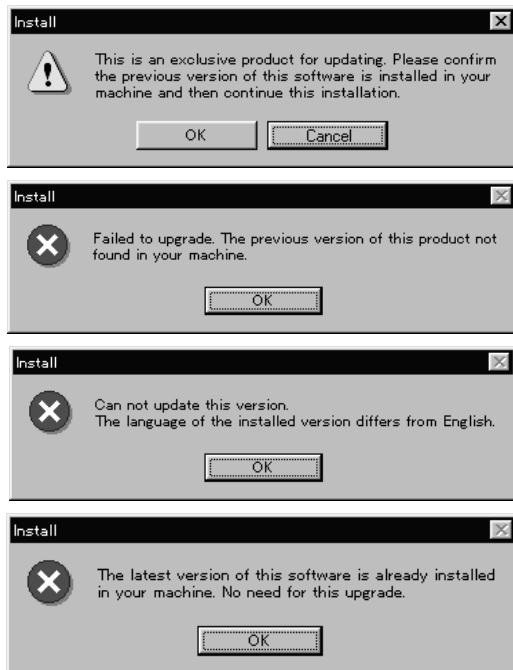 Install
This is an exclusive product for updating. Please confirm
the previous version of this software is installed in your
machine and then continue this installation.
OK Cancel
Install
Failed to upgrade. The previous version of this product not
found in your machine.
OK
Install
Can not update this version.
The language of the installed version differs from English.
OK
Install
The latest version of this software is already installed
in your machine. No need for this upgrade.
OK